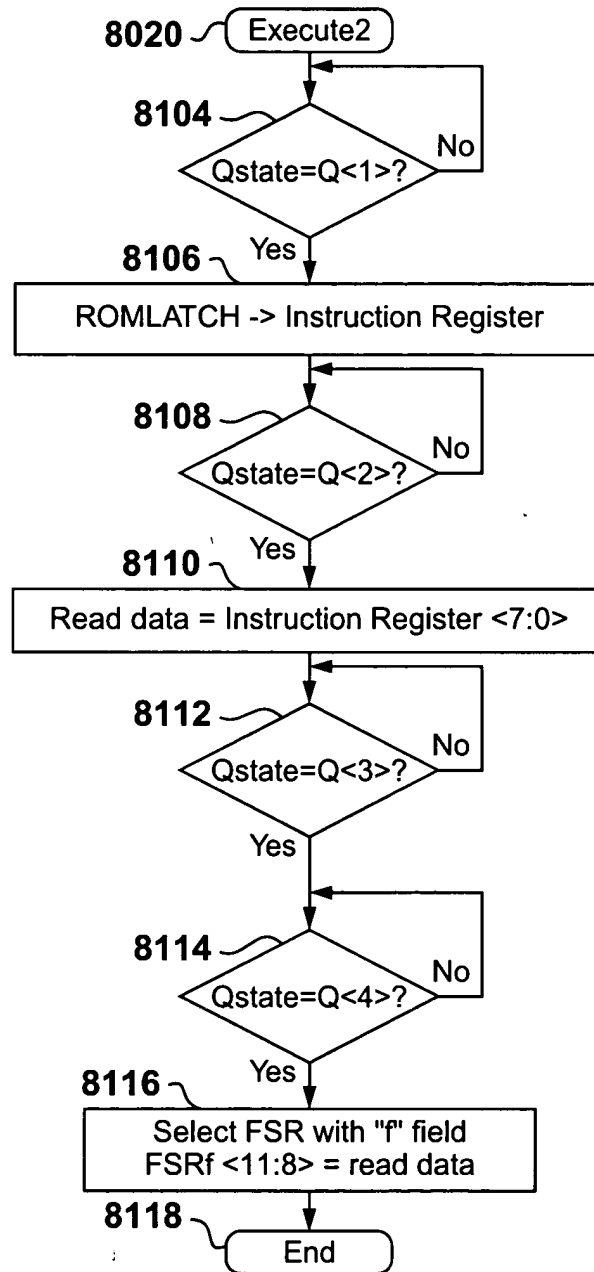 8020 Execute2
8104
Qstate=Q<1>?
No
Yes
8106
ROMLATCH -> Instruction Register
8108
Qstate=Q<2>?
No
Yes
8110
Read data = Instruction Register <7:0>
8112
Qstate=Q<3>?
No
Yes
8114
Qstate=Q<4>?
No
Yes
8116
Select FSR with "f" field
FSRf <11:8> = read data
8118
End